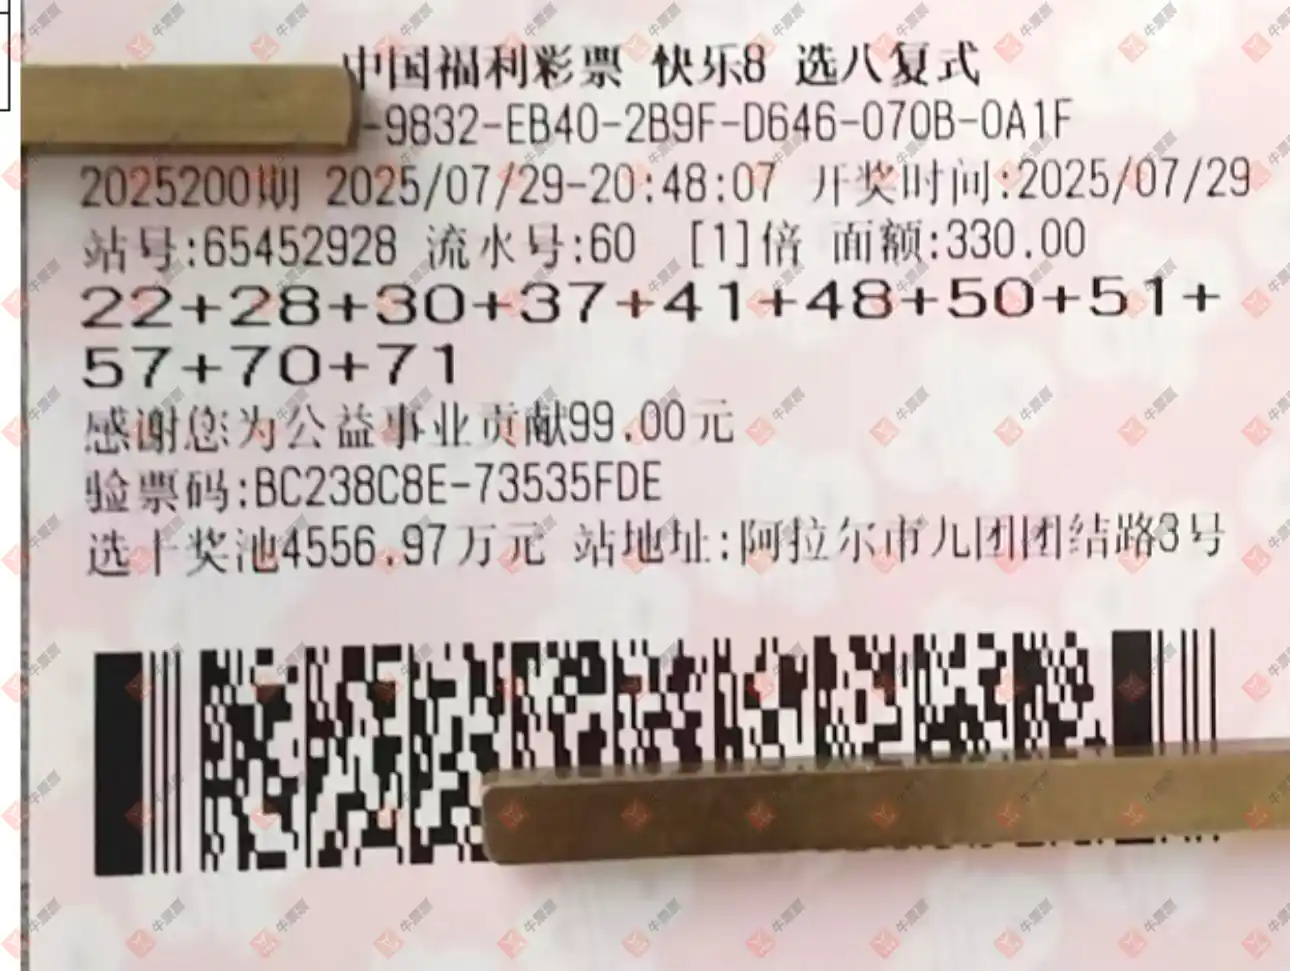 中国福利彩票 快乐8 选八复式
-9832-EB40-2B9F-D646-070B-0A1F
2025200期 2025/07/29-20:48:07 开奖时间:2025/07/29
站号:65452928 流水号:60 [1]倍 面额:330.00
22+28+30+37+41+48+50+51+
57+70+71
感谢您为公益事业贡献99.00元
验票码:BC238C8E-73535FDE
选十奖池4556.97万元 站地址:阿拉尔市九团团结路3号